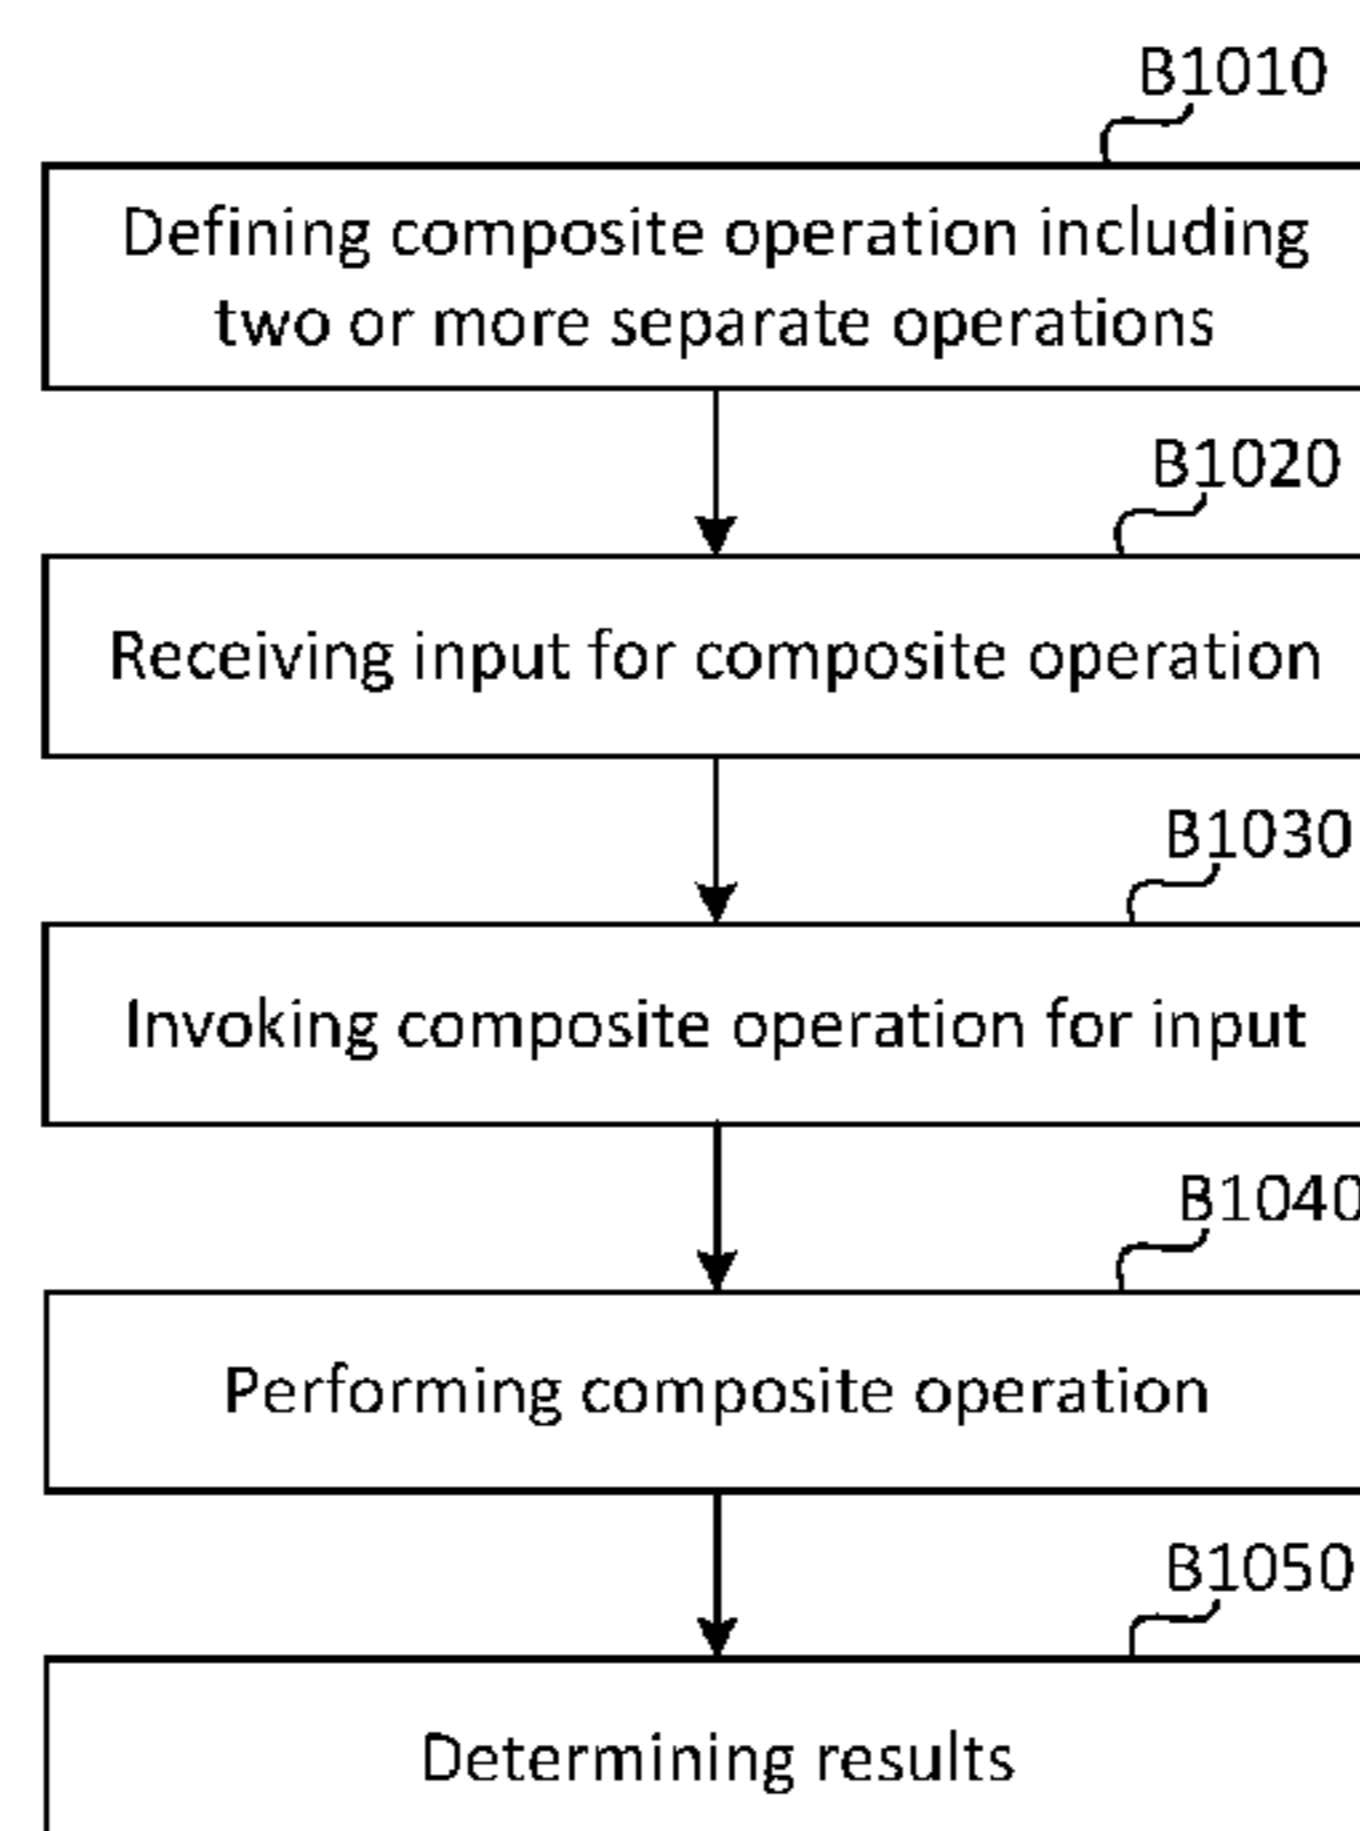 B1010
Defining composite operation including
two or more separate operations
B1020
Receiving input for composite operation
B1030
Invoking composite operation for input
B1040
Performing composite operation
B1050
Determining results